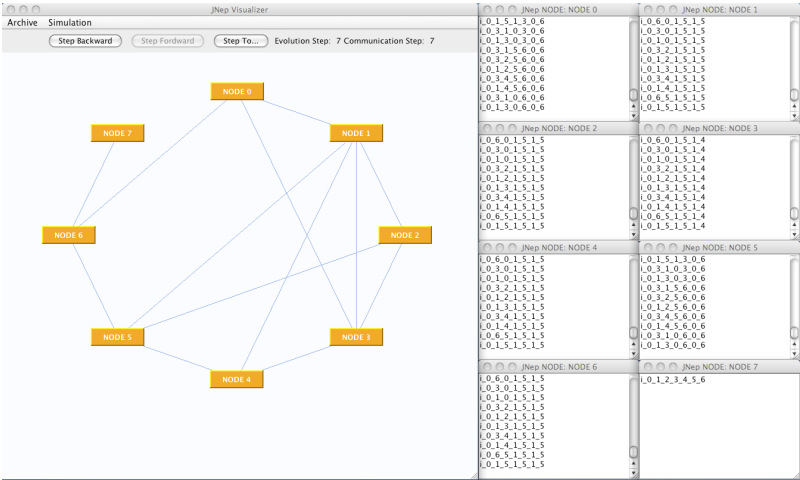 JNep Visualizer
Archive Simulation
Step Backward Step Fordward Step To... Evolution Step: 7 Communication Step: 7
NODE 0
NODE 7
NODE 1
NODE 6
NODE 2
NODE 5
NODE 3
NODE 4
JNep NODE: NODE 0
i_0_1_5_1_3_0_6
i_0_3_1_0_3_0_6
i_0_1_0_3_0_6
i_0_3_1_5_6_0_6
i_0_3_2_5_6_0_6
i_0_1_2_5_6_0_6
i_0_3_4_5_6_0_6
i_0_1_4_5_6_0_6
i_0_3_1_0_6_0_6
i_0_1_3_0_6_0_6
JNep NODE: NODE 1
i_0_6_0_1_5_1_5
i_0_3_0_1_5_1_5
i_0_1_0_1_5_1_5
i_0_3_2_1_5_1_5
i_0_1_2_1_5_1_5
i_0_1_3_1_5_1_5
i_0_3_4_1_5_1_5
i_0_1_4_1_5_1_5
i_0_6_5_1_5_1_5
i_0_1_5_1_5_1_5
JNep NODE: NODE 2
i_0_6_0_1_5_1_5
i_0_3_0_1_5_1_5
i_0_1_0_1_5_1_5
i_0_3_2_1_5_1_5
i_0_1_2_1_5_1_5
i_0_1_3_1_5_1_5
i_0_3_4_1_5_1_5
i_0_1_4_1_5_1_5
i_0_6_5_1_5_1_5
i_0_1_5_1_5_1_5
JNep NODE: NODE 3
i_0_6_0_1_5_1_4
i_0_3_0_1_5_1_4
i_0_1_0_1_5_1_4
i_0_3_2_1_5_1_4
i_0_1_2_1_5_1_4
i_0_1_3_1_5_1_4
i_0_3_4_1_5_1_4
i_0_1_4_1_5_1_4
i_0_6_5_1_5_1_4
i_0_1_5_1_5_1_4
JNep NODE: NODE 4
i_0_6_0_1_5_1_5
i_0_3_0_1_5_1_5
i_0_1_0_1_5_1_5
i_0_3_2_1_5_1_5
i_0_1_2_1_5_1_5
i_0_1_3_1_5_1_5
i_0_3_4_1_5_1_5
i_0_1_4_1_5_1_5
i_0_6_5_1_5_1_5
i_0_1_5_1_5_1_5
JNep NODE: NODE 5
i_0_1_5_1_3_0_6
i_0_3_1_0_3_0_6
i_0_1_0_3_0_6
i_0_3_1_5_6_0_6
i_0_3_2_5_6_0_6
i_0_1_2_5_6_0_6
i_0_3_4_5_6_0_6
i_0_1_4_5_6_0_6
i_0_3_1_0_6_0_6
i_0_1_3_0_6_0_6
JNep NODE: NODE 6
i_0_6_0_1_5_1_5
i_0_3_0_1_5_1_5
i_0_1_0_1_5_1_5
i_0_3_2_1_5_1_5
i_0_1_2_1_5_1_5
i_0_1_3_1_5_1_5
i_0_3_4_1_5_1_5
i_0_1_4_1_5_1_5
i_0_6_5_1_5_1_5
i_0_1_5_1_5_1_5
JNep NODE: NODE 7
i_0_1_2_3_4_5_6